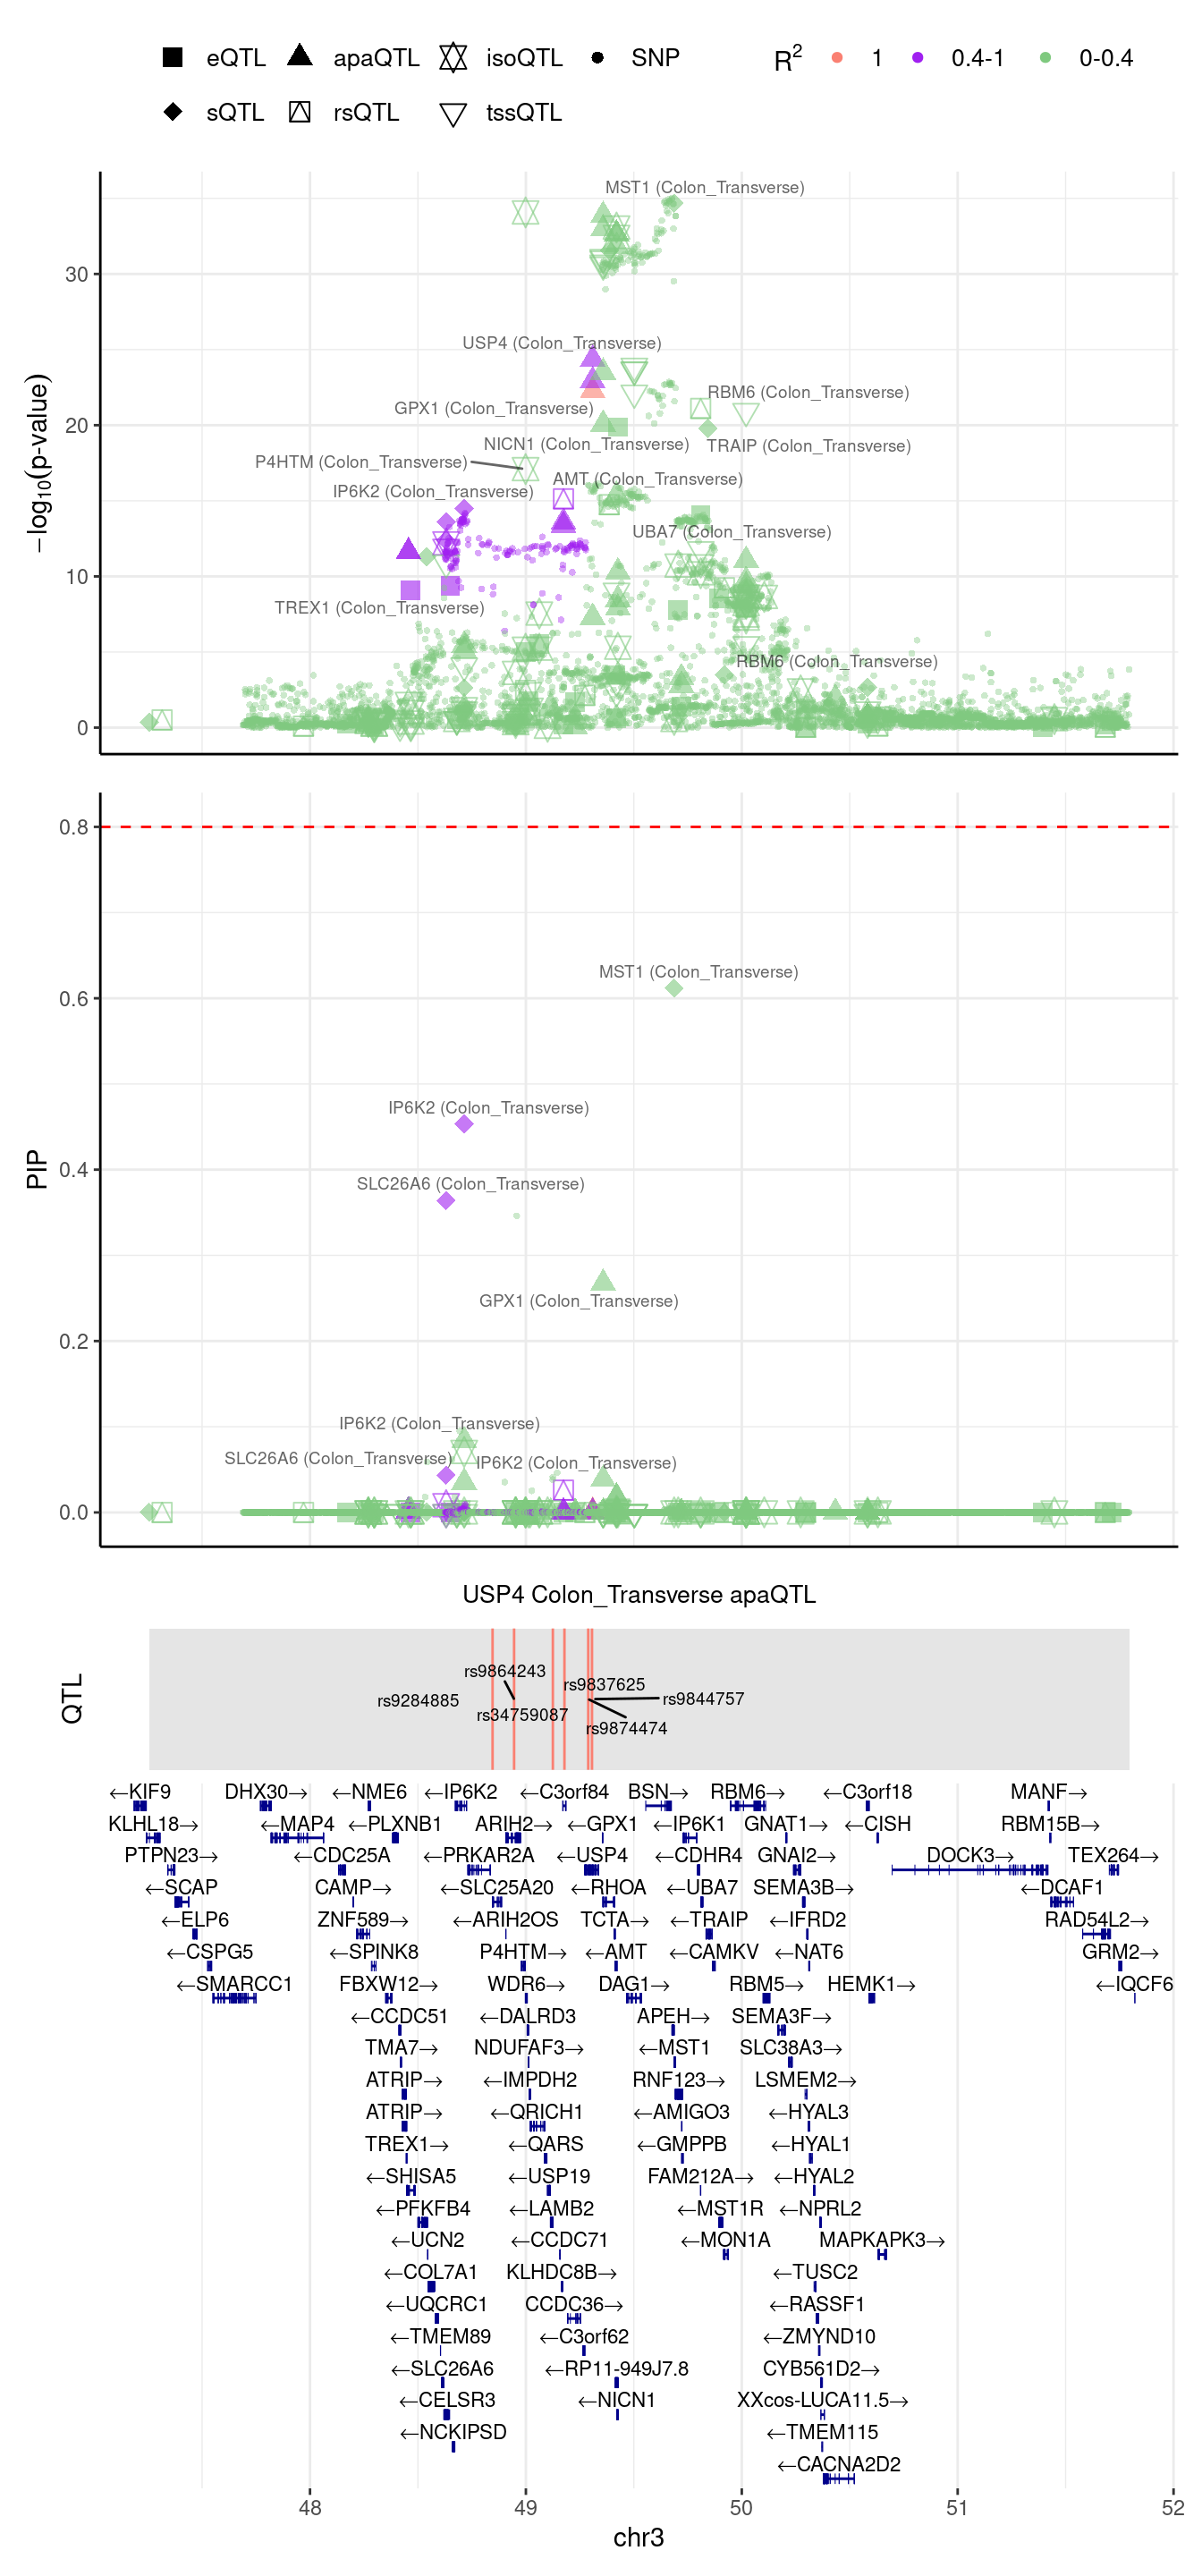 eQTL apaQTL isoQTL SNP R2 1 0.4-1 0-0.4
sQTL rsQTL tssQTL
MST1 (Colon_Transverse)
30
USP4 (Colon_Transverse)
RBM6 (Colon_Transverse)
GPX1 (Colon_Transverse)
20
NICN1 (Colon_Transverse) TRAIP (Colon_Transverse)
P4HTM (Colon_Transverse)
AMT (Colon_Transverse)
IP6K2 (Colon_Transverse)
UBA7 (Colon_Transverse)
10
TREX1 (Colon_Transverse)
RBM6 (Colon_Transverse)
0
−log10(p-value)
0.8
MST1 (Colon_Transverse)
0.6
IP6K2 (Colon_Transverse)
0.4
SLC26A6 (Colon_Transverse)
GPX1 (Colon_Transverse)
0.2
IP6K2 (Colon_Transverse)
SLC26A6 (Colon_Transverse) IP6K2 (Colon_Transverse)
0.0
PIP
USP4 Colon_Transverse apaQTL
rs9864243
rs9837625
rs9284885 rs9844757
rs34759087
rs9874474
QTL
←KIF9 DHX30→ ←NME6 ←IP6K2 ←C3orf84 BSN→ RBM6→ ←C3orf18 MANF→
KLHL18→ ←MAP4 ←PLXNB1 ARIH2→ ←GPX1 ←IP6K1 GNAT1→ ←CISH RBM15B→
PTPN23→ ←CDC25A ←PRKAR2A ←USP4 ←CDHR4 GNAI2→ DOCK3→ TEX264→
←SCAP CAMP→ ←SLC25A20 ←RHOA ←UBA7 SEMA3B→ ←DCAF1
←ELP6 ZNF589→ ←ARIH2OS TCTA→ ←TRAIP ←IFRD2 RAD54L2→
←CSPG5 ←SPINK8 P4HTM→ ←AMT ←CAMKV ←NAT6 GRM2→
←SMARCC1 FBXW12→ WDR6→ DAG1→ RBM5→ HEMK1→ ←IQCF6
←CCDC51 ←DALRD3 APEH→ SEMA3F→
TMA7→ NDUFAF3→ ←MST1 SLC38A3→
ATRIP→ ←IMPDH2 RNF123→ LSMEM2→
ATRIP→ ←QRICH1 ←AMIGO3 ←HYAL3
TREX1→ ←QARS ←GMPPB ←HYAL1
←SHISA5 ←USP19 FAM212A→ ←HYAL2
←PFKFB4 ←LAMB2 ←MST1R ←NPRL2
←UCN2 ←CCDC71 ←MON1A MAPKAPK3→
←COL7A1 KLHDC8B→ ←TUSC2
←UQCRC1 CCDC36→ ←RASSF1
←TMEM89 ←C3orf62 ←ZMYND10
←SLC26A6 ←RP11-949J7.8 CYB561D2→
←CELSR3 ←NICN1 XXcos-LUCA11.5→
←NCKIPSD ←TMEM115
←CACNA2D2
48 49 50 51 52
chr3